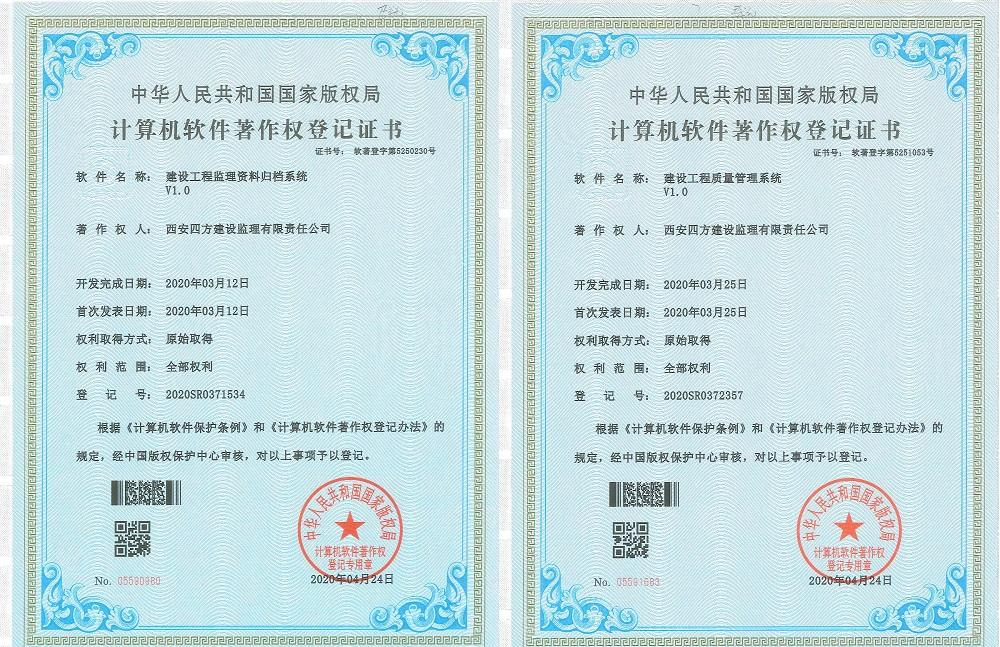 中华人民共和国国家版权局
计算机软件著作权登记证书
证书号： 软著登字第5250230号
软件名称： 建设工程监理资料归档系统
V1.0
著作权人： 西安四方建设监理有限责任公司
开发完成日期： 2020年03月12日
首次发表日期： 2020年03月12日
权利取得方式： 原始取得
权利范围： 全部权利
登记号： 2020SR0371534
根据《计算机软件保护条例》和《计算机软件著作权登记办法》的
规定，经中国版权保护中心审核，对以上事项予以登记。
中华人民共和国国家版权局
计算机软件著作权
登记专用章
No. 05590980
2020年04月24日
中华人民共和国国家版权局
计算机软件著作权登记证书
证书号： 软著登字第5251053号
软件名称： 建设工程质量管理系统
V1.0
著作权人： 西安四方建设监理有限责任公司
开发完成日期： 2020年03月25日
首次发表日期： 2020年03月25日
权利取得方式： 原始取得
权利范围： 全部权利
登记号： 2020SR0372357
根据《计算机软件保护条例》和《计算机软件著作权登记办法》的
规定，经中国版权保护中心审核，对以上事项予以登记。
中华人民共和国国家版权局
计算机软件著作权
登记专用章
No. 05591683
2020年04月24日